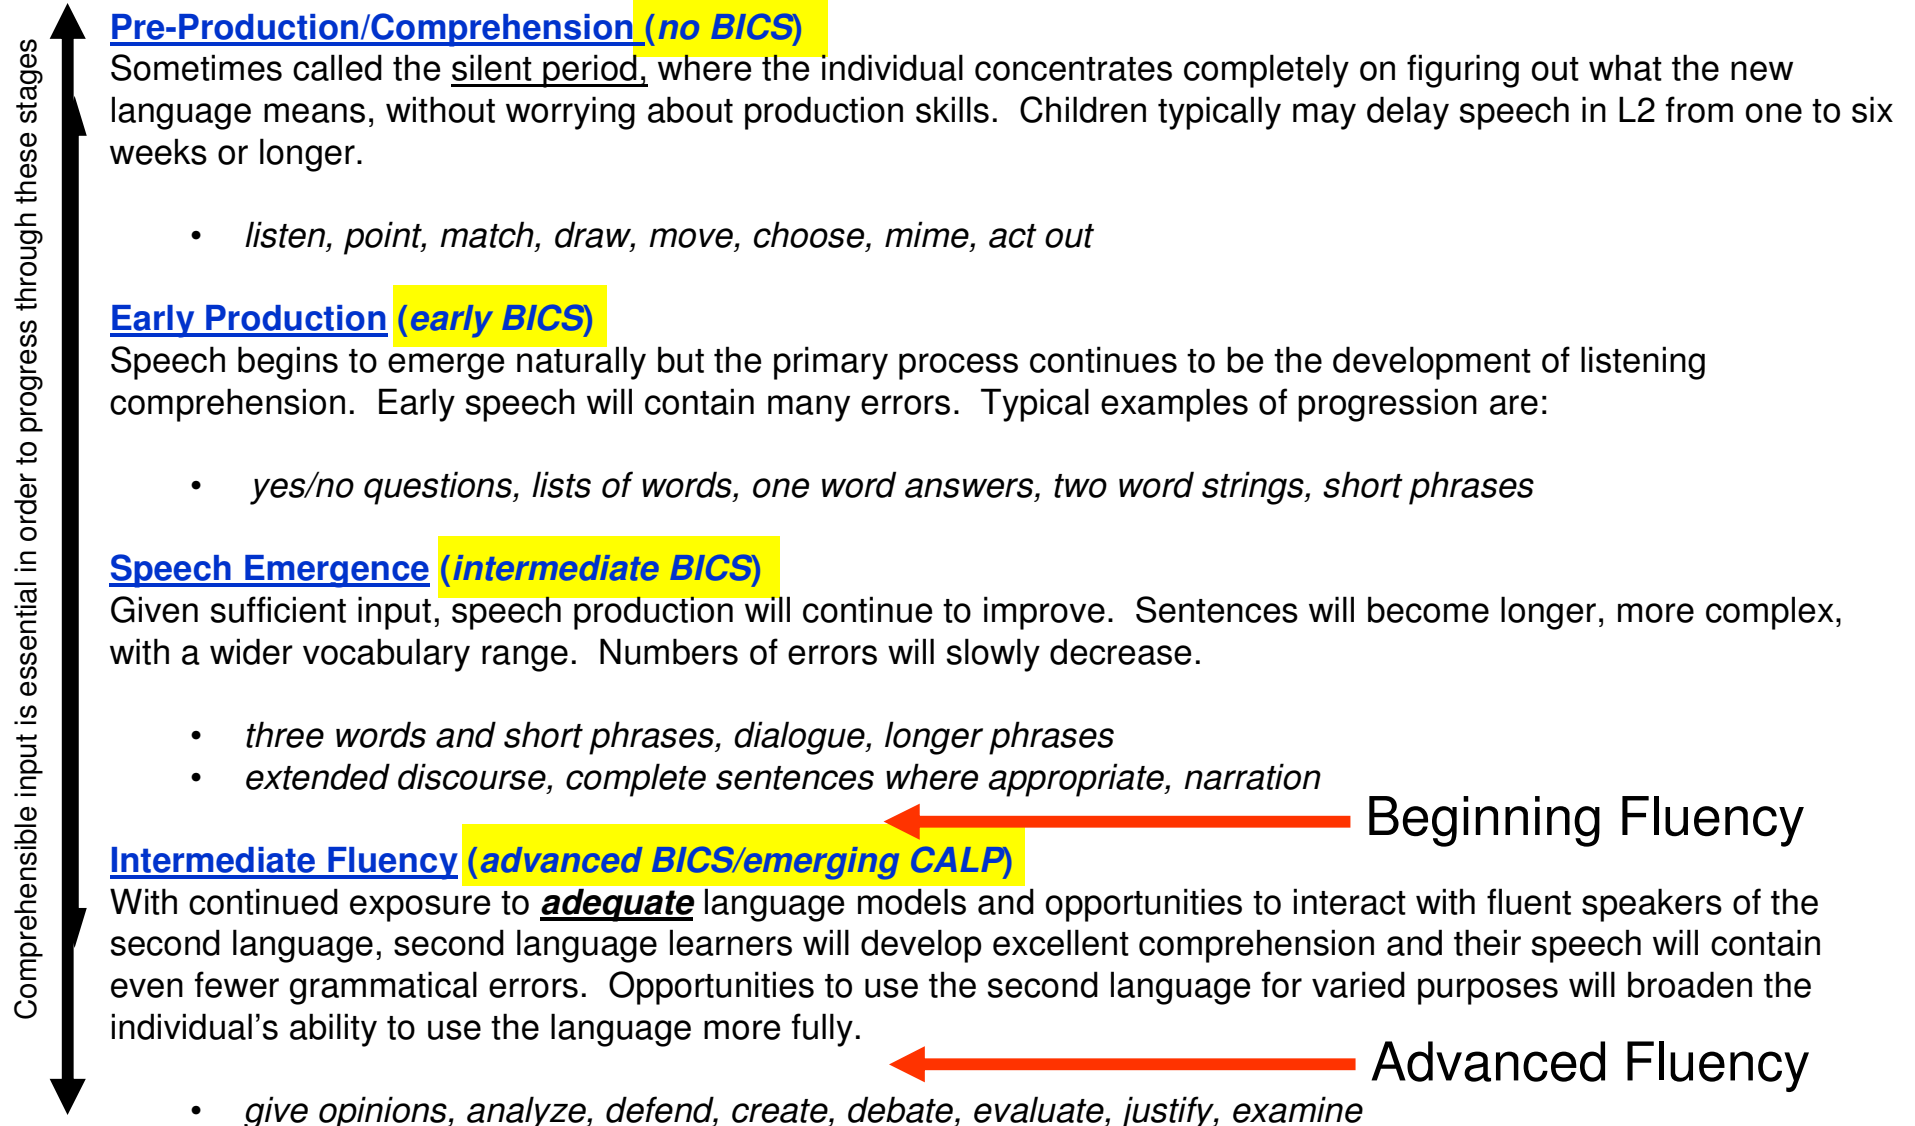 Comprehensible input is essential in order to progress through these stages
Pre-Production/Comprehension (no BICS)
Sometimes called the silent period, where the individual concentrates completely on figuring out what the new
language means, without worrying about production skills.  Children typically may delay speech in L2 from one to six
weeks or longer.
• listen, point, match, draw, move, choose, mime, act out
Early Production (early BICS)
Speech begins to emerge naturally but the primary process continues to be the development of listening
comprehension.  Early speech will contain many errors.  Typical examples of progression are:
• yes/no questions, lists of words, one word answers, two word strings, short phrases
Speech Emergence (intermediate BICS)
Given sufficient input, speech production will continue to improve.  Sentences will become longer, more complex,
with a wider vocabulary range.  Numbers of errors will slowly decrease.
• three words and short phrases, dialogue, longer phrases
• extended discourse, complete sentences where appropriate, narration
Beginning Fluency
Intermediate Fluency (advanced BICS/emerging CALP)
With continued exposure to adequate language models and opportunities to interact with fluent speakers of the
second language, second language learners will develop excellent comprehension and their speech will contain
even fewer grammatical errors.  Opportunities to use the second language for varied purposes will broaden the
individual’s ability to use the language more fully.
Advanced Fluency
• give opinions, analyze, defend, create, debate, evaluate, justify, examine